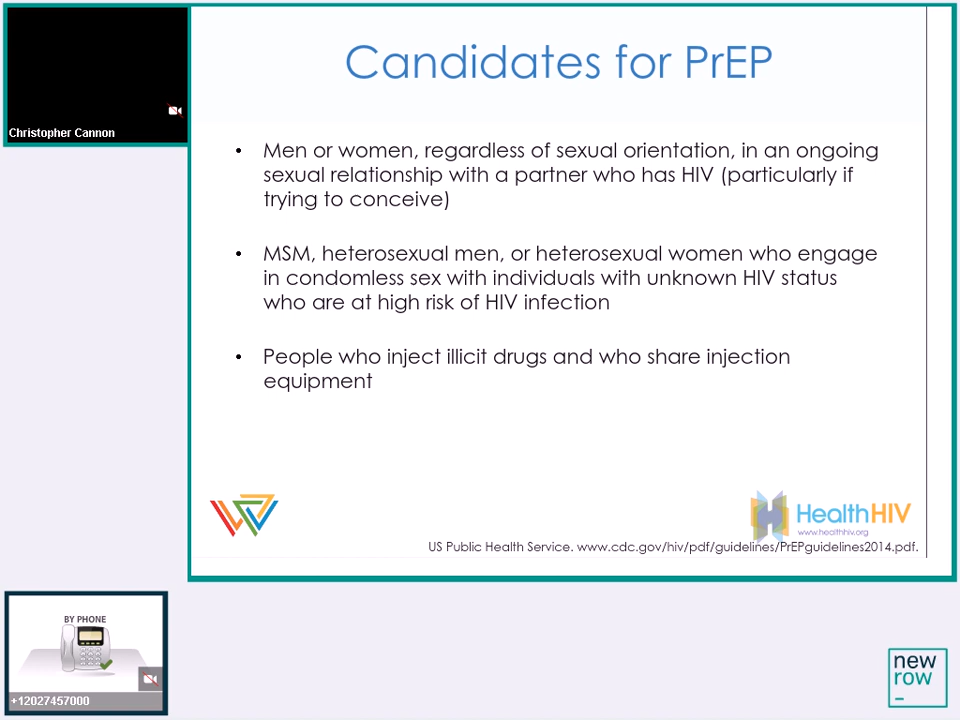 Christopher Cannon
Candidates for PrEP
• Men or women, regardless of sexual orientation, in an ongoing
sexual relationship with a partner who has HIV (particularly if
trying to conceive)
• MSM, heterosexual men, or heterosexual women who engage
in condomless sex with individuals with unknown HIV status
who are at high risk of HIV infection
• People who inject illicit drugs and who share injection
equipment
HealthHIV
www.healthhiv.org
US Public Health Service. www.cdc.gov/hiv/pdf/guidelines/PrEPguidelines2014.pdf.
BY PHONE
+12027457000
new
row